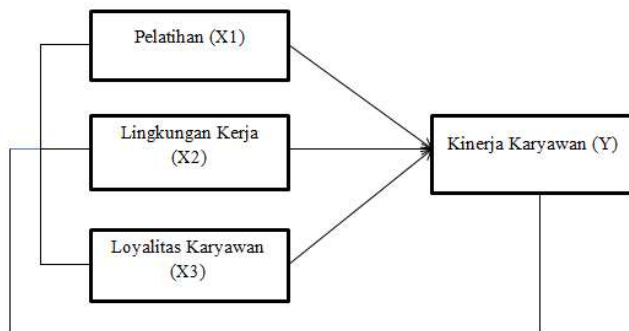 Pelatihan (X1)
Lingkungan Kerja
(X2)
Kinerja Karyawan (Y)
Loyalitas Karyawan
(X3)